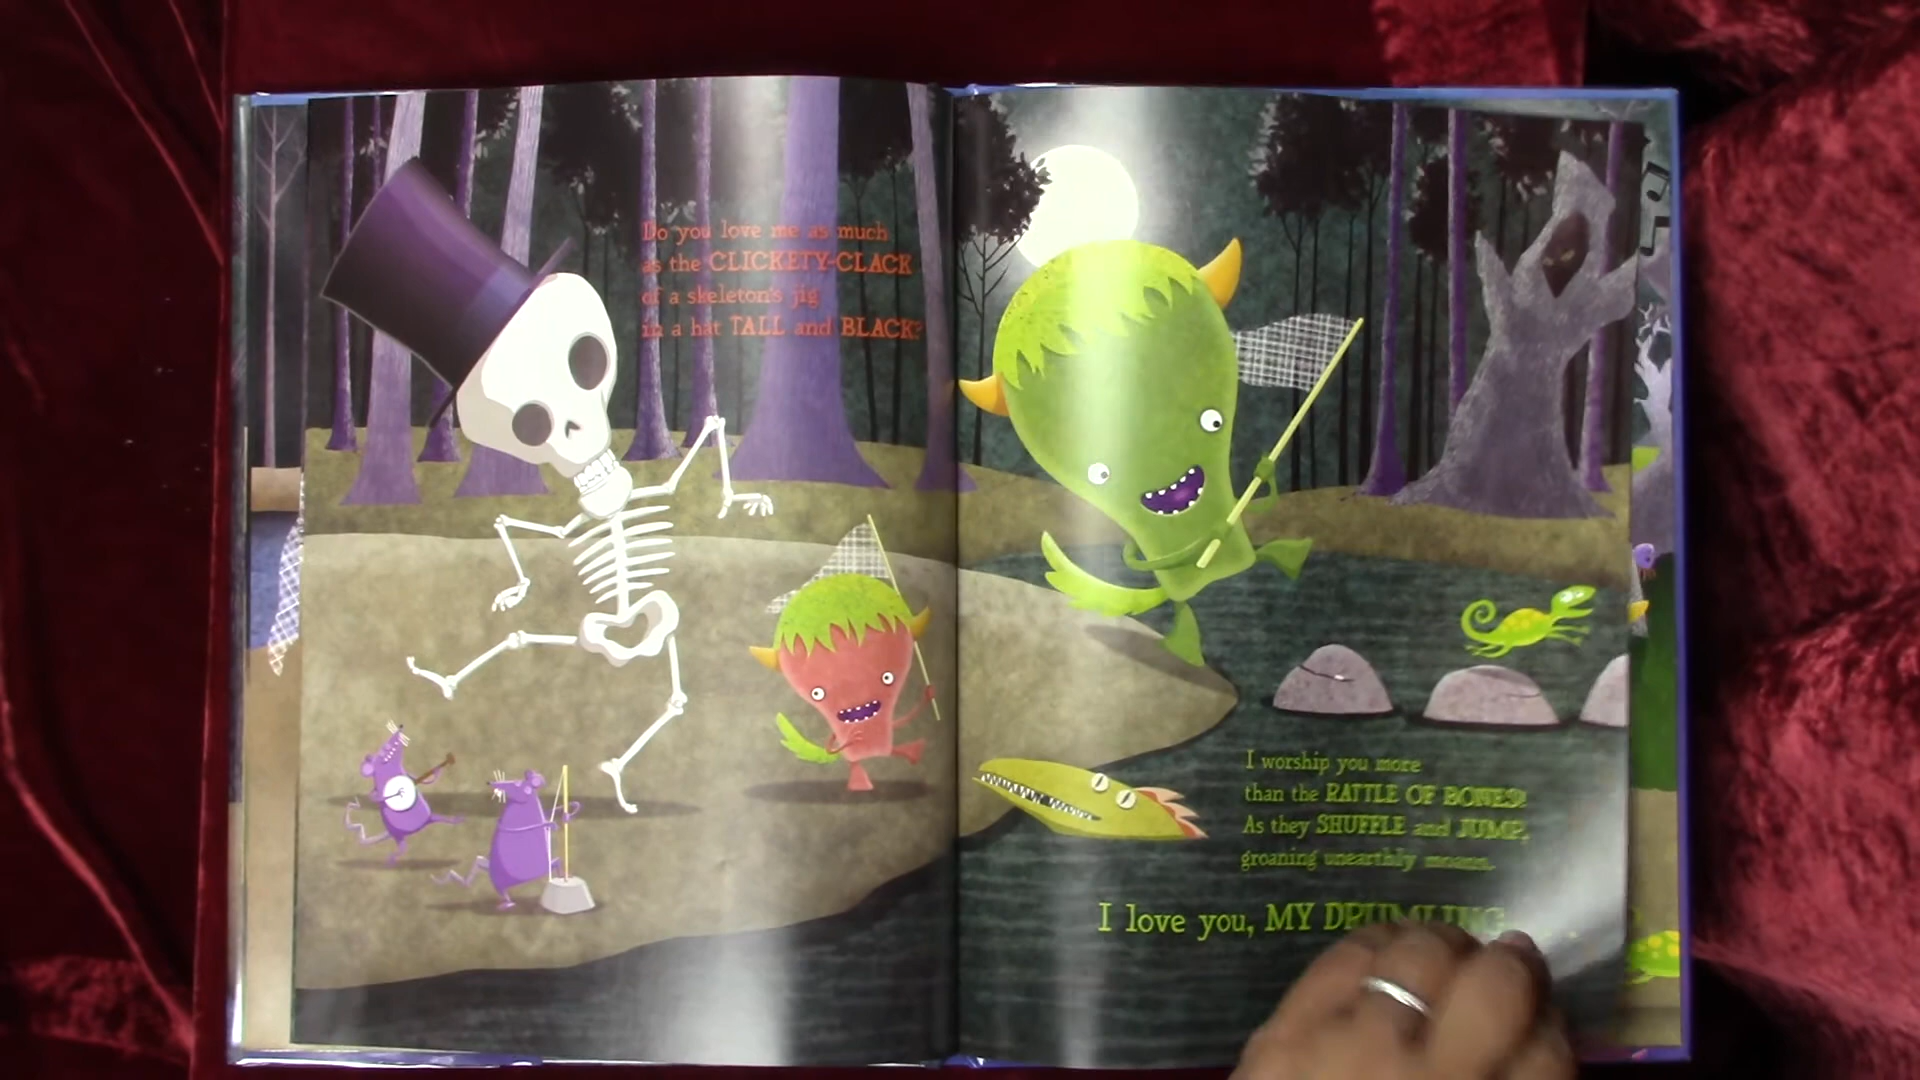 Do you love me as much
as the CLICKETY-CLACK
of a skeleton's jig
in a hat TALL and BLACK?
I worship you more
than the RATTLE OF BONES!
As they SHUFFLE and JUMP,
groaning unearthly moans.
I love you, MY